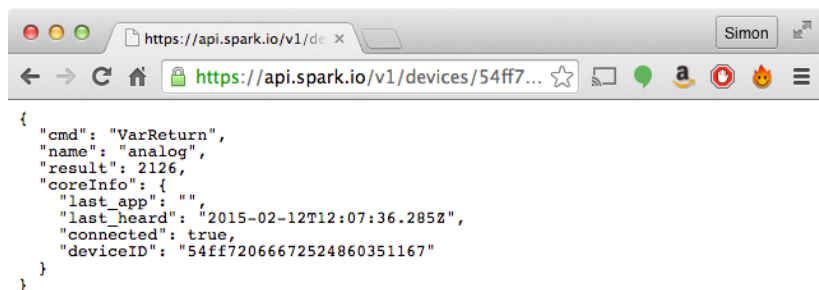 https://api.spark.io/v1/de
Simon
https://api.spark.io/v1/devices/54ff7...
{
"cmd": "VarReturn",
"name": "analog",
"result": 2126,
"coreInfo": {
"last_app": "",
"last_heard": "2015-02-12T12:07:36.285Z",
"connected": true,
"deviceID": "54ff72066672524860351167"
}
}